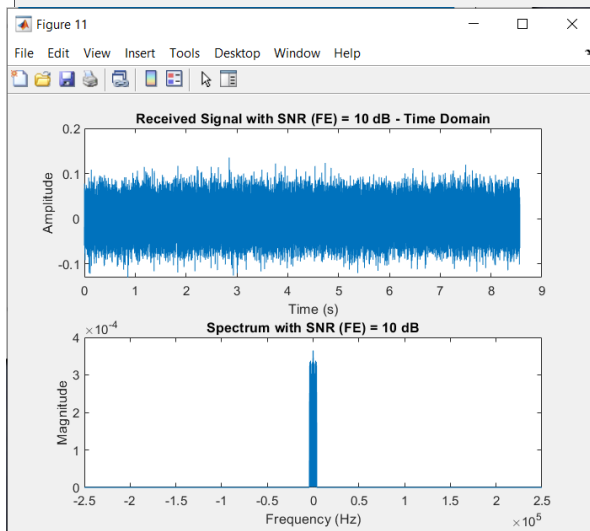 Figure 11
File Edit View Insert Tools Desktop Window Help
Received Signal with SNR (FE) = 10 dB - Time Domain
0.2
0.1
0
-0.1
Amplitude
0 1 2 3 4 5 6 7 8 9
Time (s)
Spectrum with SNR (FE) = 10 dB
×10-4
4
3
2
1
0
Magnitude
-2.5 -2 -1.5 -1 -0.5 0 0.5 1 1.5 2 2.5
Frequency (Hz)
×10^5